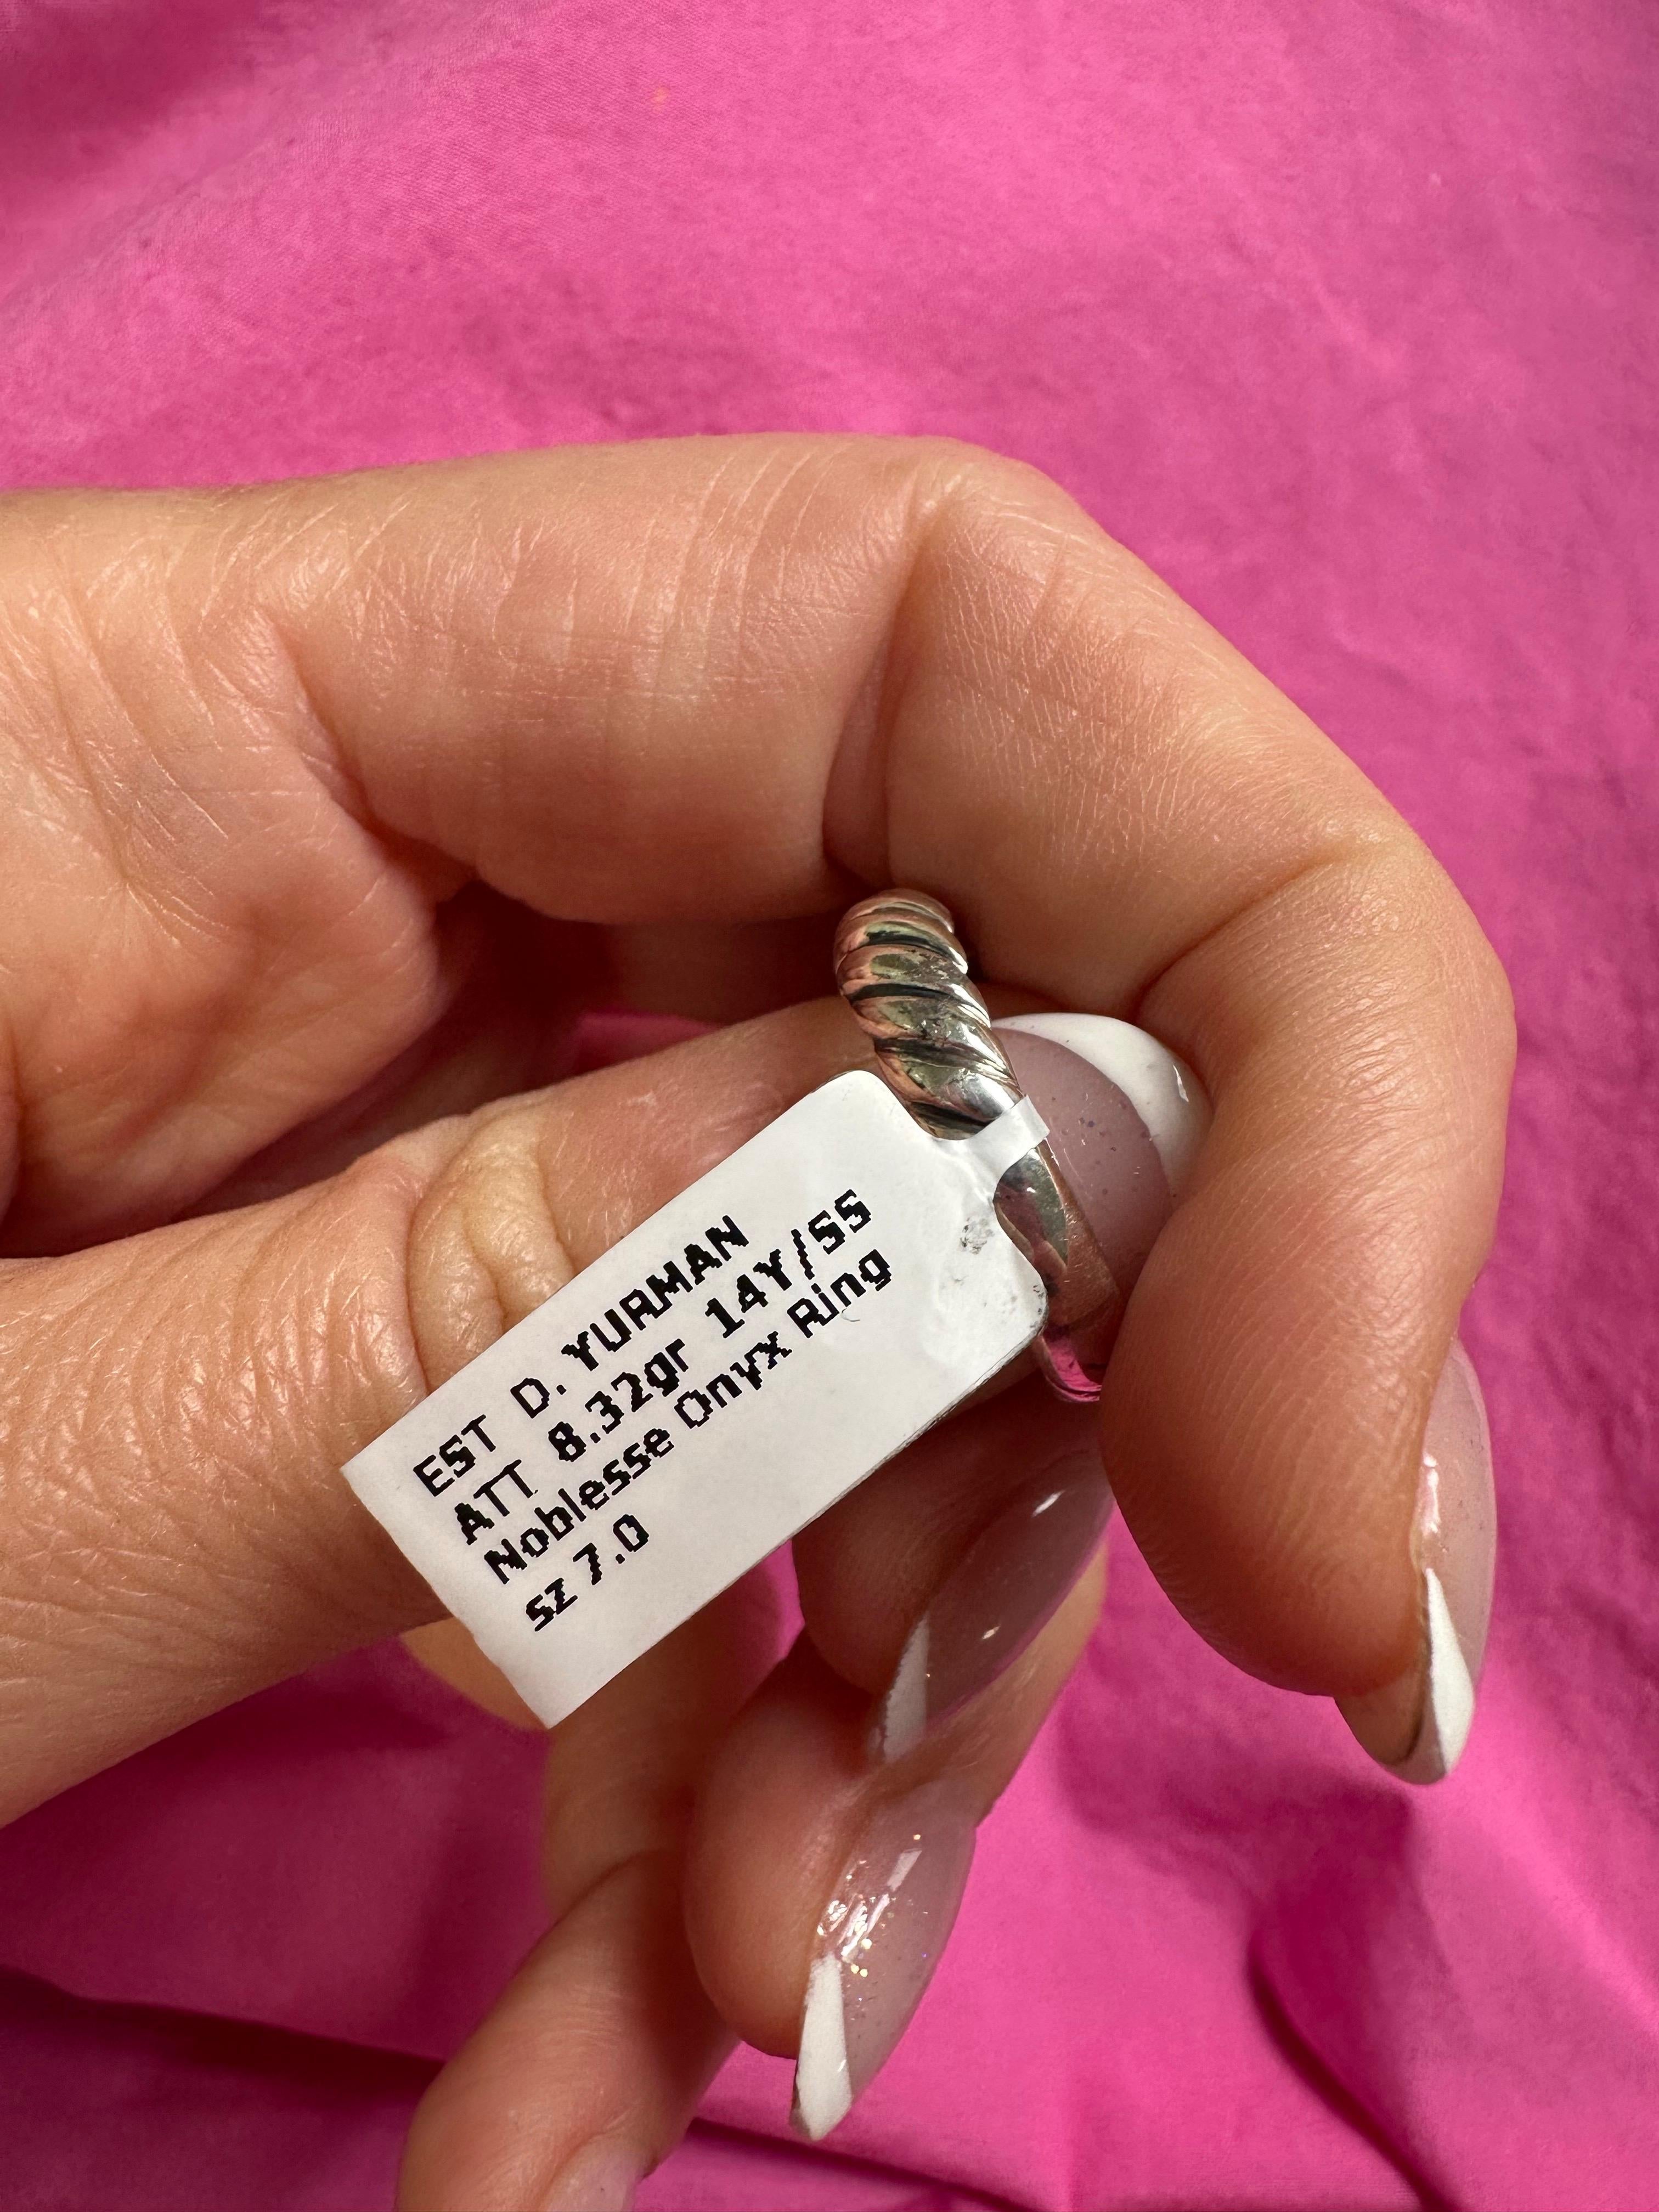 EST D. YURMAN
ATT 8.32gr 14Y/SS
Noblesse Onyx Ring
sz 7.0